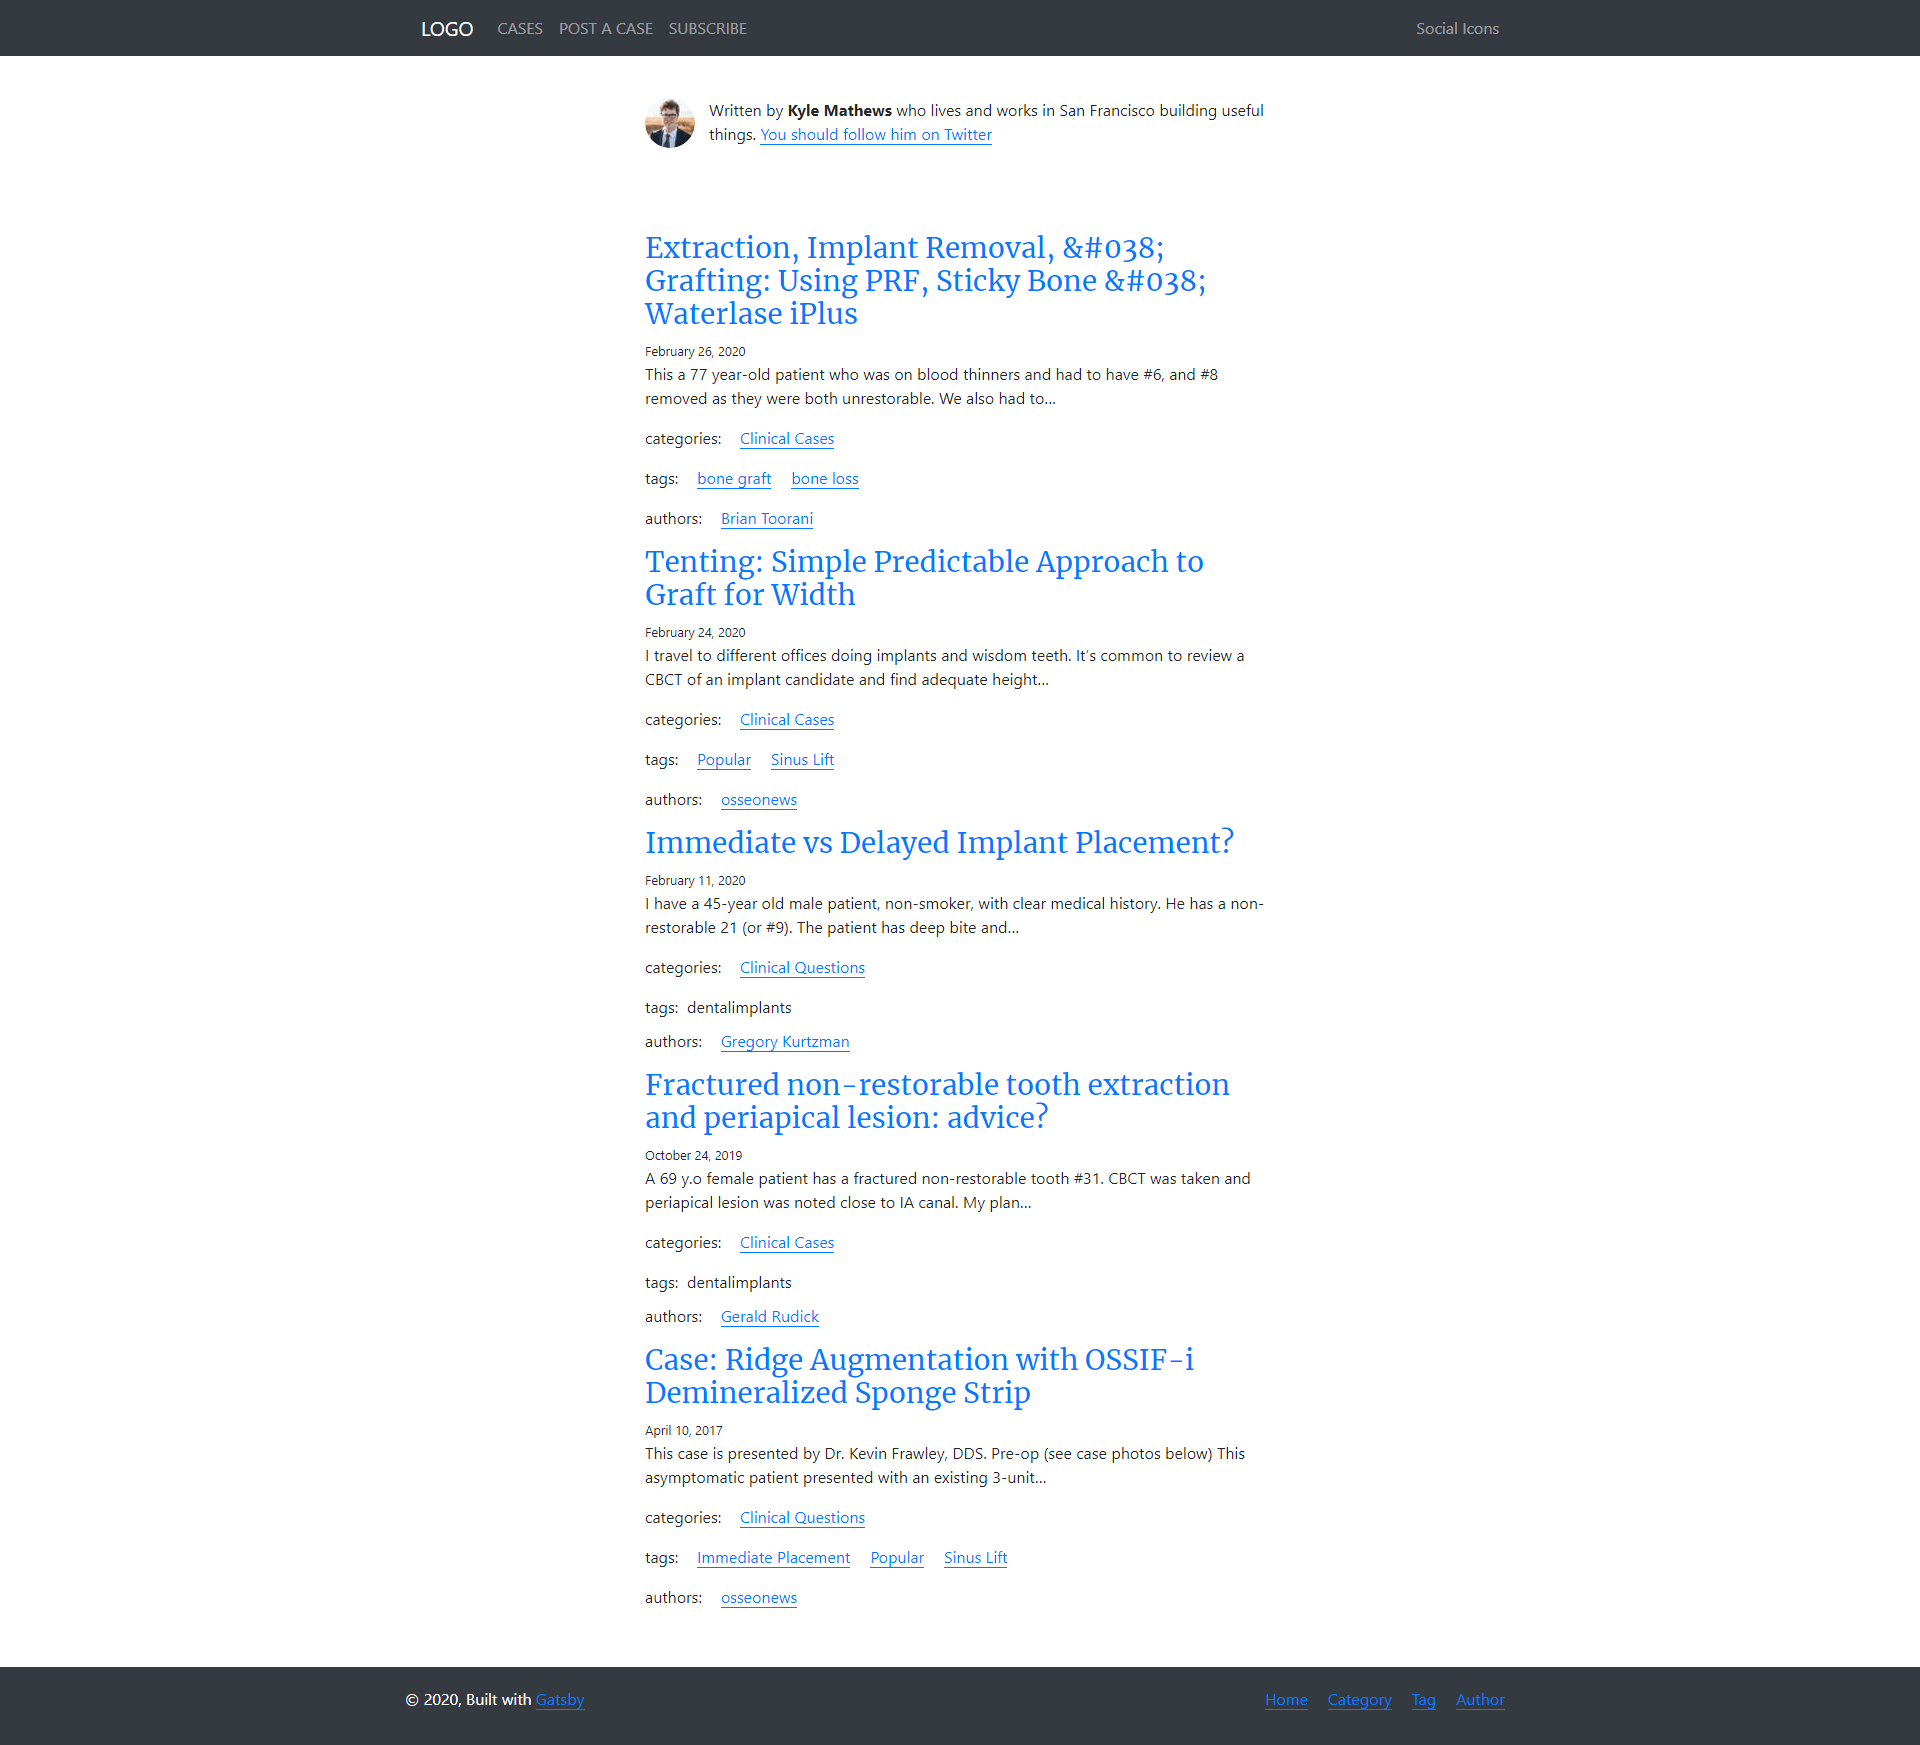 LOGO CASES POST A CASE SUBSCRIBE Social Icons
Written by Kyle Mathews who lives and works in San Francisco building useful
things. You should follow him on Twitter
Extraction, Implant Removal, &#038;
Grafting: Using PRF, Sticky Bone &#038;
Waterlase iPlus
February 26, 2020
This a 77 year-old patient who was on blood thinners and had to have #6, and #8
removed as they were both unrestorable. We also had to...
categories: Clinical Cases
tags: bone graft bone loss
authors: Brian Toorani
Tenting: Simple Predictable Approach to
Graft for Width
February 24, 2020
I travel to different offices doing implants and wisdom teeth. It's common to review a
CBCT of an implant candidate and find adequate height...
categories: Clinical Cases
tags: Popular Sinus Lift
authors: osseonews
Immediate vs Delayed Implant Placement?
February 11, 2020
I have a 45-year old male patient, non-smoker, with clear medical history. He has a non-
restorable 21 (or #9). The patient has deep bite and...
categories: Clinical Questions
tags: dentalimplants
authors: Gregory Kurtzman
Fractured non-restorable tooth extraction
and periapical lesion: advice?
October 24, 2019
A 69 y.o female patient has a fractured non-restorable tooth #31. CBCT was taken and
periapical lesion was noted close to IA canal. My plan...
categories: Clinical Cases
tags: dentalimplants
authors: Gerald Rudick
Case: Ridge Augmentation with OSSIF-i
Demineralized Sponge Strip
April 10, 2017
This case is presented by Dr. Kevin Frawley, DDS. Pre-op (see case photos below) This
asymptomatic patient presented with an existing 3-unit...
categories: Clinical Questions
tags: Immediate Placement Popular Sinus Lift
authors: osseonews
© 2020, Built with Gatsby Home Category Tag Author